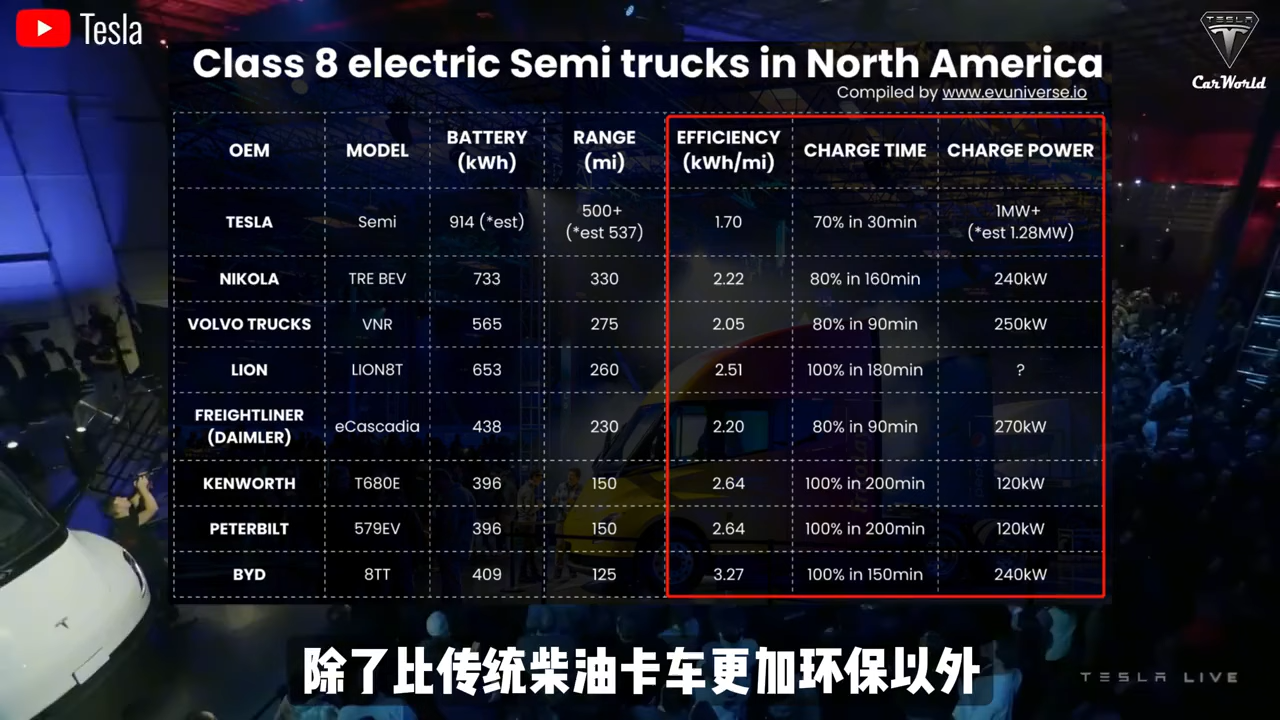 Tesla
TESLA
CarWorld
Class 8 electric Semi trucks in North America
Compiled by www.evuniverse.io
OEM MODEL BATTERY (kWh) RANGE (mi) EFFICIENCY (kWh/mi) CHARGE TIME CHARGE POWER
TESLA Semi 914 (*est) 500+ (*est 537) 1.70 70% in 30min 1MW+ (*est 1.28MW)
NIKOLA TRE BEV 733 330 2.22 80% in 160min 240kW
VOLVO TRUCKS VNR 565 275 2.05 80% in 90min 250kW
LION LION8T 653 260 2.51 100% in 180min ?
FREIGHTLINER (DAIMLER) eCascadia 438 230 2.20 80% in 90min 270kW
KENWORTH T680E 396 150 2.64 100% in 200min 120kW
PETERBILT 579EV 396 150 2.64 100% in 200min 120kW
BYD 8TT 409 125 3.27 100% in 150min 240kW
除了比传统柴油卡车更加环保以外
TESLA LIVE